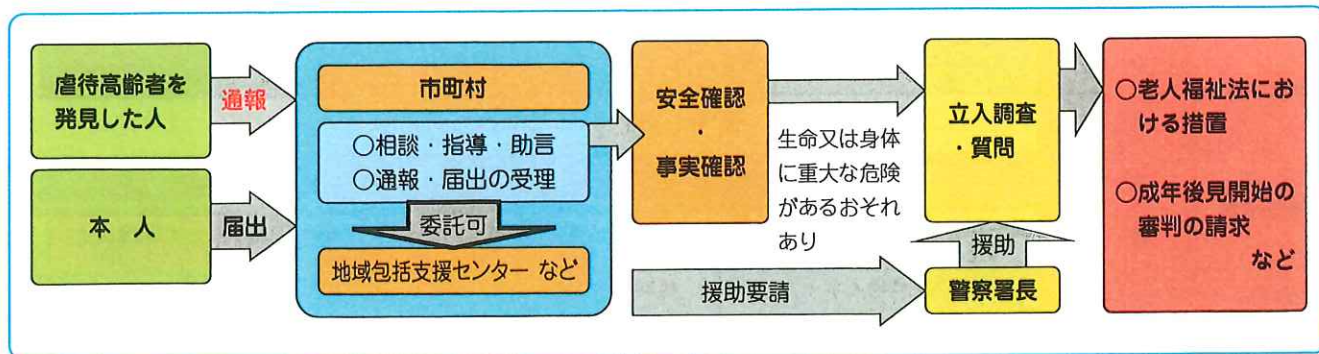 虐待高齢者を
発見した人
通報
本　人
届出
市町村
○相談・指導・助言
○通報・届出の受理
委託可
地域包括支援センター など
安全確認
・
事実確認
生命又は身体
に重大な危険
があるおそれ
あり
援助要請
立入調査
・質問
援助
警察署長
○老人福祉法にお
ける措置
○成年後見開始の
審判の請求
など